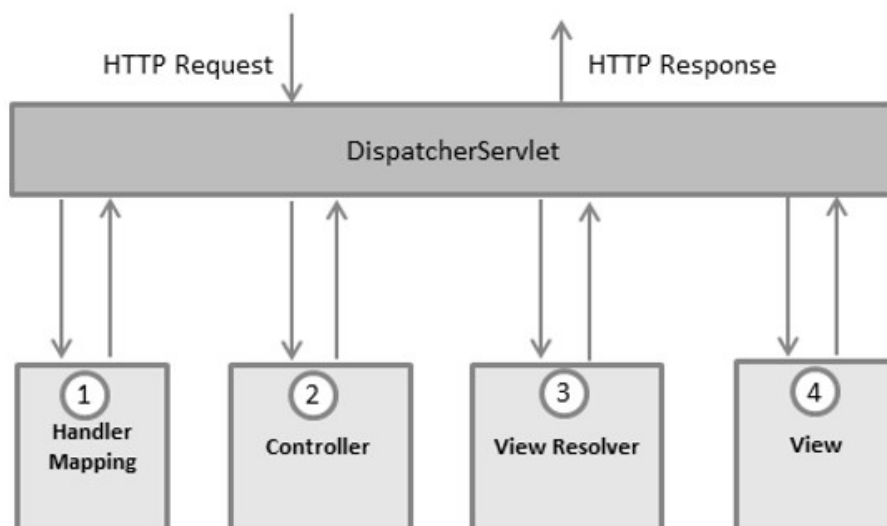 HTTP Request
HTTP Response
DispatcherServlet
1
Handler
Mapping
2
Controller
3
View Resolver
4
View